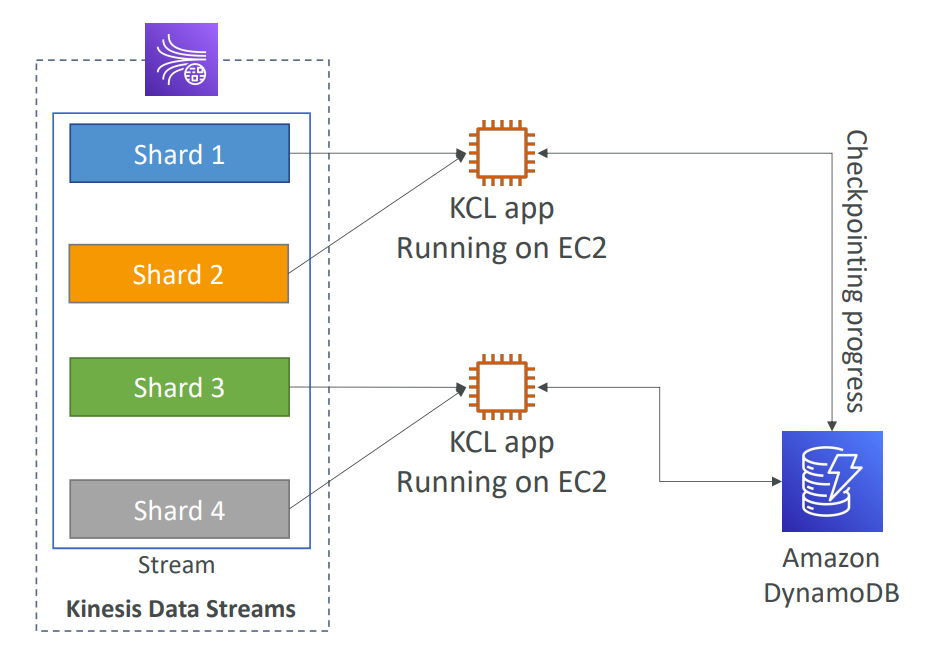 Shard 1
Shard 2
Shard 3
Shard 4
Stream
Kinesis Data Streams
KCL app
Running on EC2
KCL app
Running on EC2
Checkpointing progress
Amazon
DynamoDB